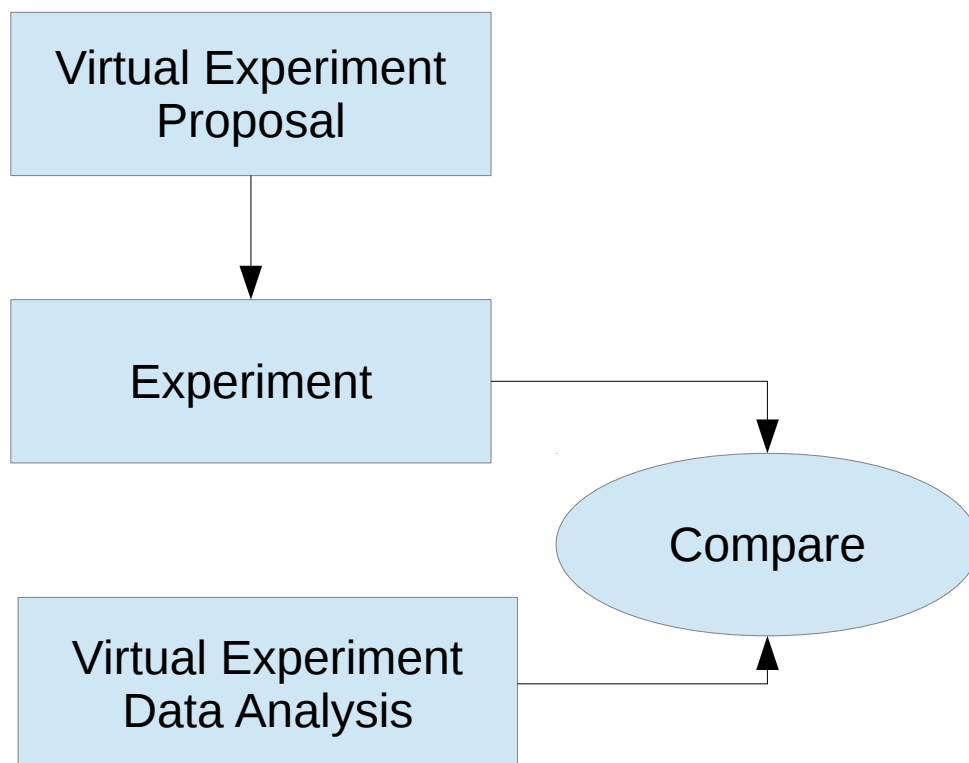 Virtual Experiment
Proposal
Experiment
Compare
Virtual Experiment
Data Analysis